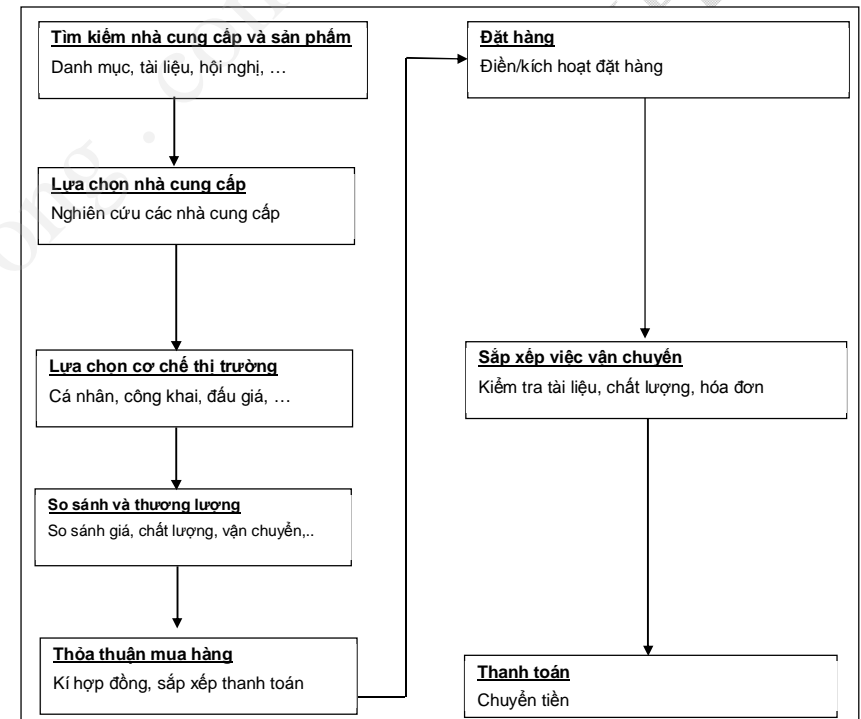 Tìm kiếm nhà cung cấp và sản phẩm
Danh mục, tài liệu, hội nghị, …
Lựa chọn nhà cung cấp
Nghiên cứu các nhà cung cấp
Lựa chọn cơ chế thị trường
Cá nhân, công khai, đấu giá, …
So sánh và thương lượng
So sánh giá, chất lượng, vận chuyển,..
Thỏa thuận mua hàng
Kí hợp đồng, sắp xếp thanh toán
Đặt hàng
Điền/kích hoạt đặt hàng
Sắp xếp việc vận chuyển
Kiểm tra tài liệu, chất lượng, hóa đơn
Thanh toán
Chuyển tiền